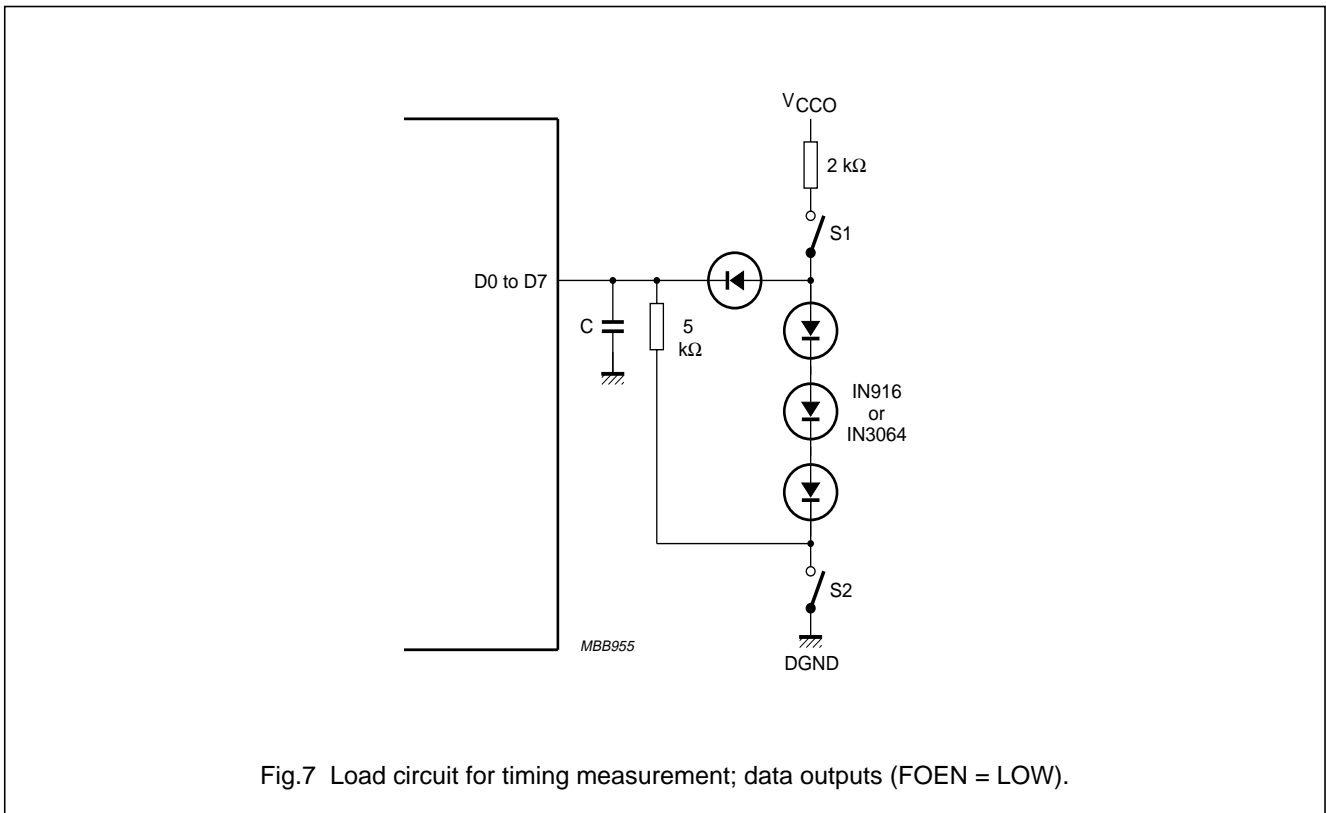 VCCO
2 kΩ
S1
D0 to D7
C
5
kΩ
IN916
or
IN3064
S2
MBB955
DGND
Fig.7 Load circuit for timing measurement; data outputs (FOEN = LOW).